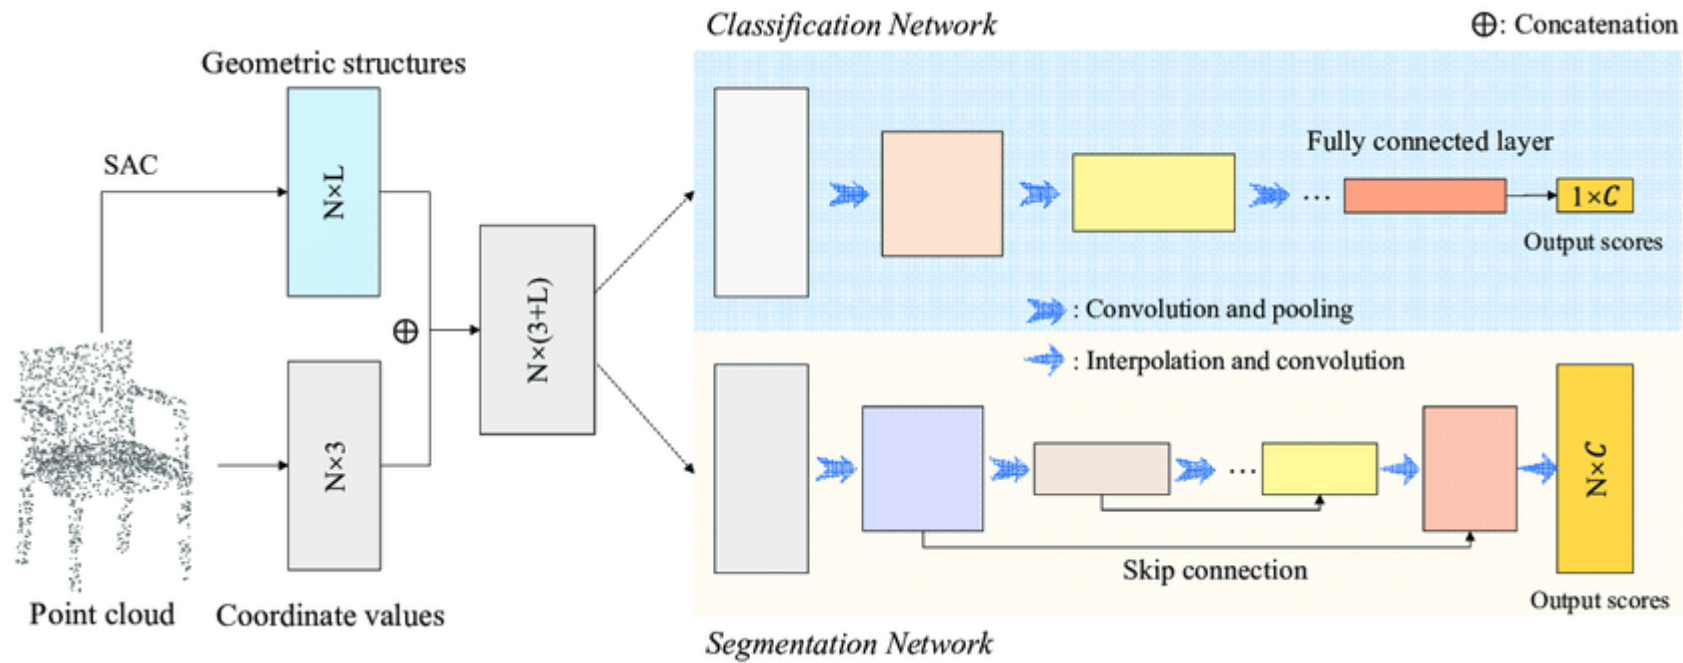 Classification Network
⊕: Concatenation
Geometric structures
SAC
N×L
Fully connected layer
...
1×C
Output scores
N×(3+L)
: Convolution and pooling
⊕
: Interpolation and convolution
N×3
...
N×C
Skip connection
Output scores
Point cloud
Coordinate values
Segmentation Network